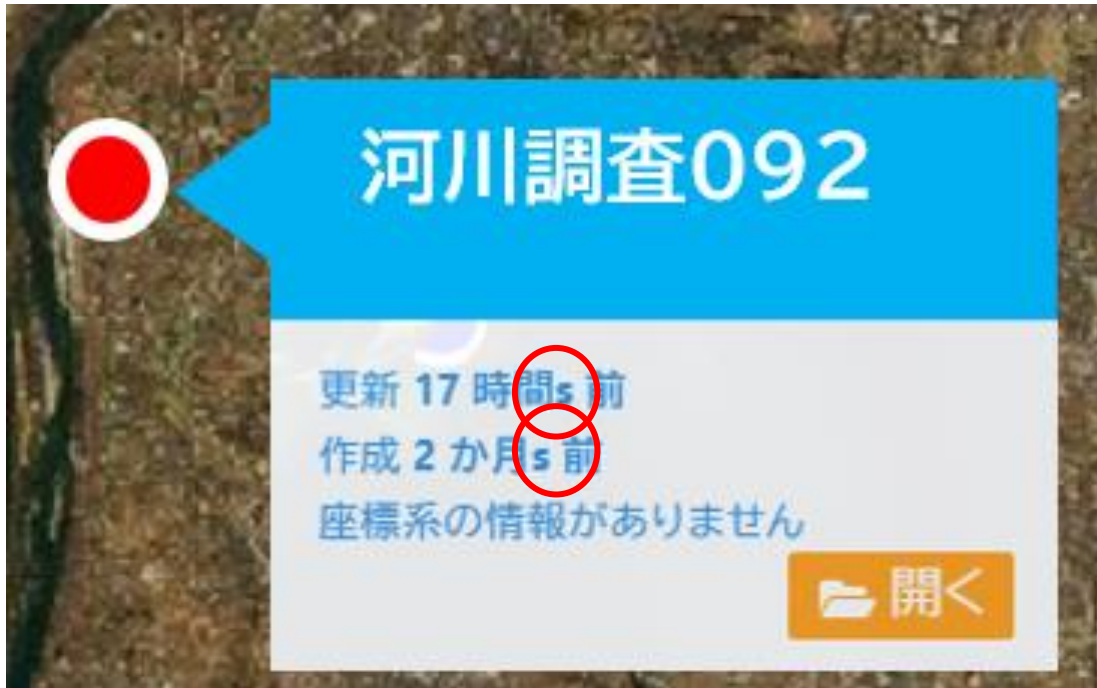 河川調査092
更新 17 時間s 前
作成 2 か月s 前
座標系の情報がありません
開く